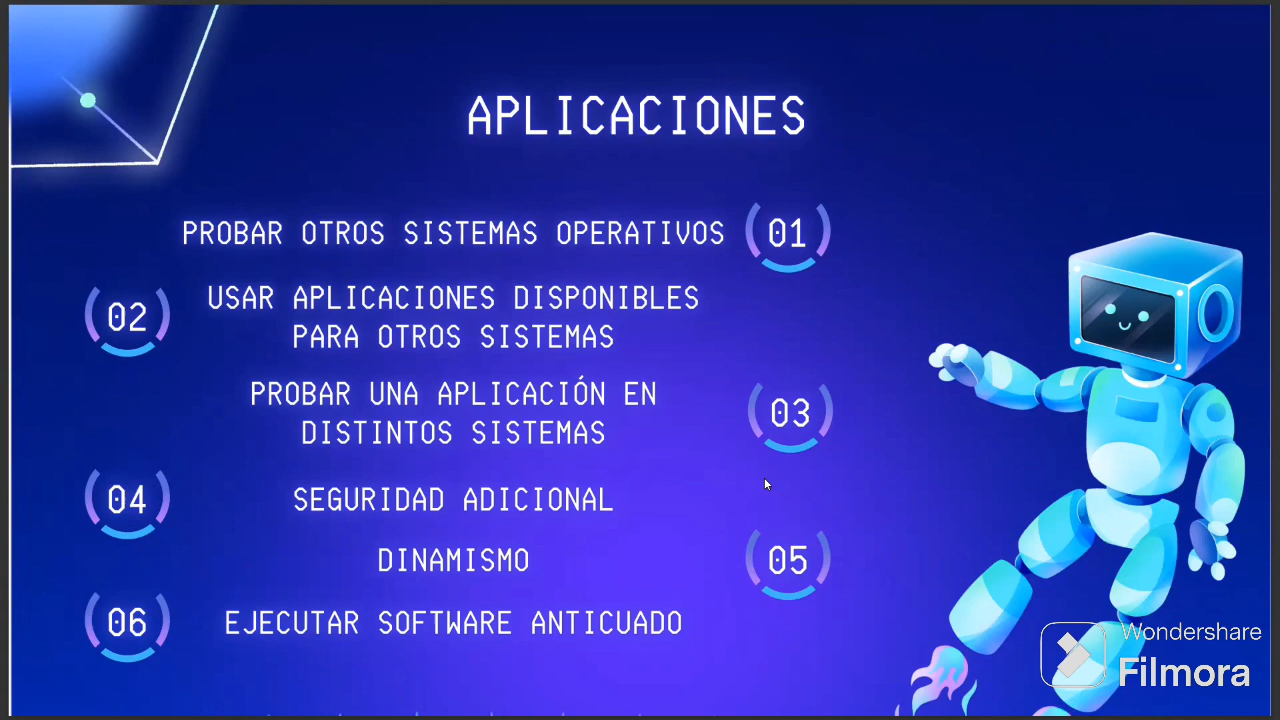 APLICACIONES
PROBAR OTROS SISTEMAS OPERATIVOS
01
02
USAR APLICACIONES DISPONIBLES
PARA OTROS SISTEMAS
PROBAR UNA APLICACIÓN EN
DISTINTOS SISTEMAS
03
04
SEGURIDAD ADICIONAL
DINAMISMO
05
06
EJECUTAR SOFTWARE ANTICUADO
Wondershare
Filmora